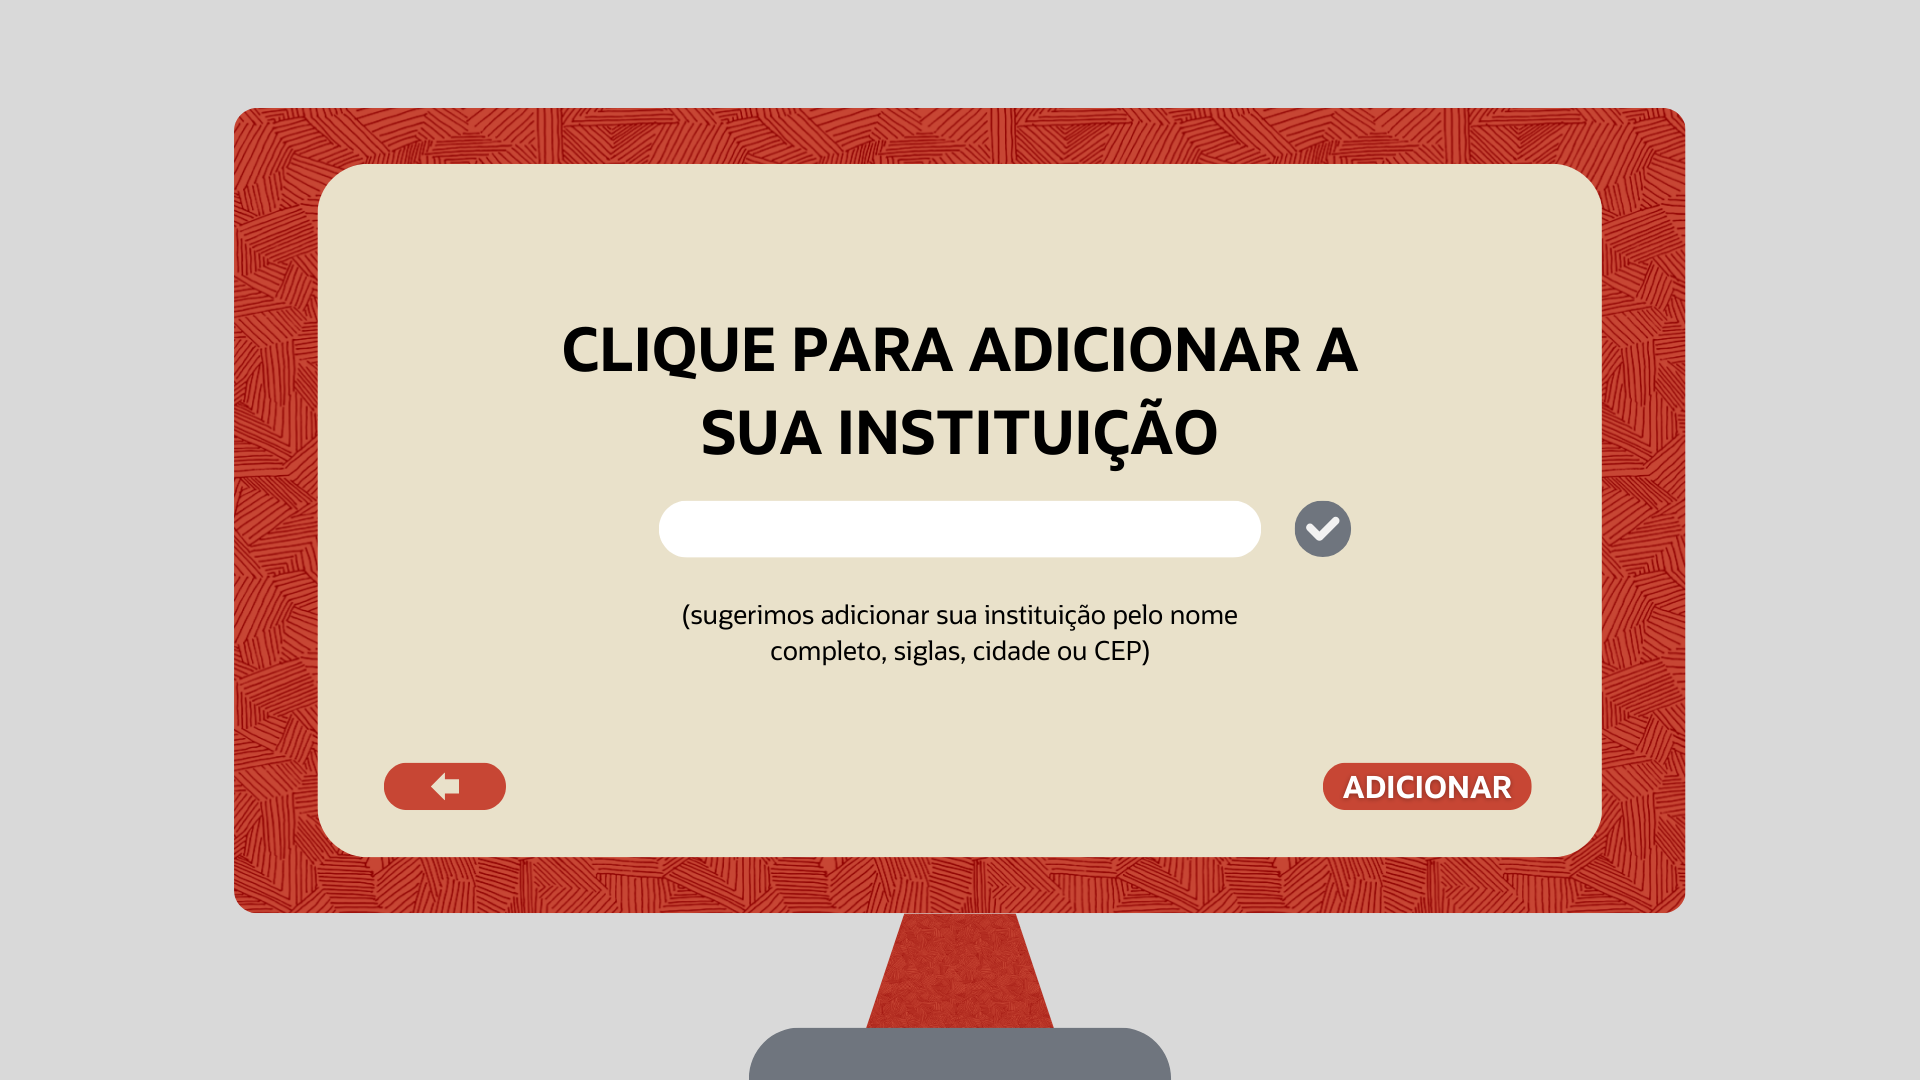 CLIQUE PARA ADICIONAR A
SUA INSTITUIÇÃO
(sugerimos adicionar sua instituição pelo nome
completo, siglas, cidade ou CEP)
ADICIONAR